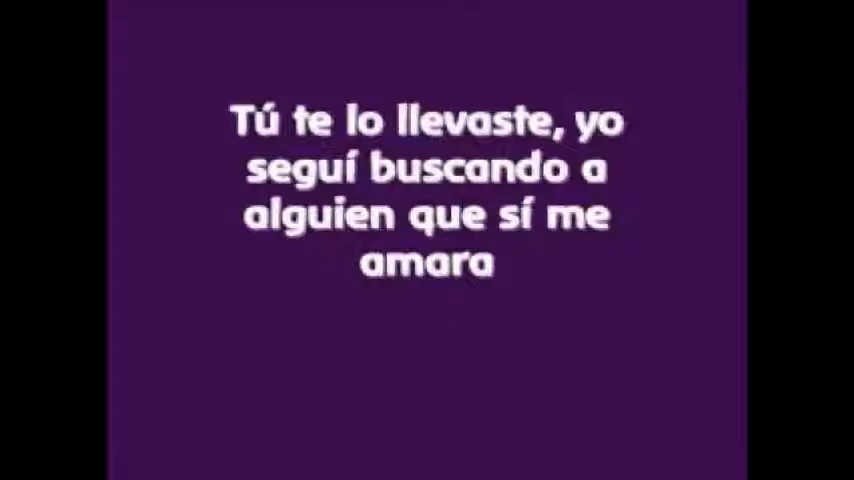 Tú te lo llevaste, yo
seguí buscando a
alguien que sí me
amara